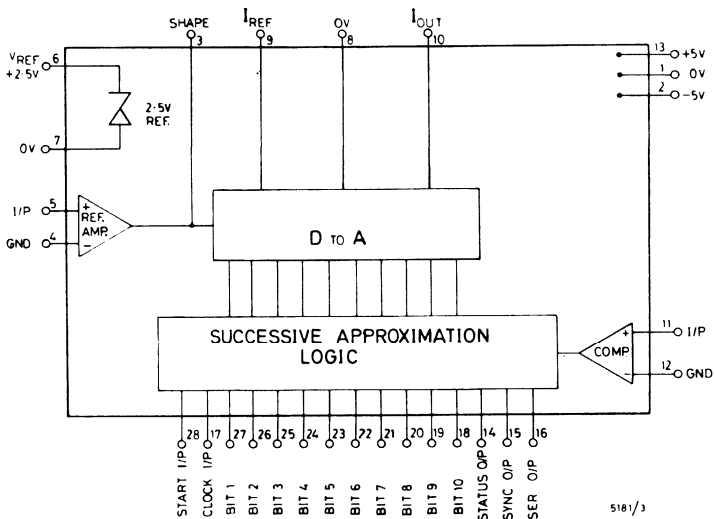 SHAPE IREF 0V IOUT
3 9 8 10
VREF 6
+2·5V
2·5V
REF.
0V 7
13 +5V
1 0V
2 -5V
I/P 5
+
REF.
AMP.
GND 4
-
D TO A
SUCCESSIVE APPROXIMATION
LOGIC
11
+
I/P
COMP.
-
12
GND
28 17 27 26 25 24 23 22 21 20 19 18 14 15 16
START I/P
CLOCK I/P
BIT 1
BIT 2
BIT 3
BIT 4
BIT 5
BIT 6
BIT 7
BIT 8
BIT 9
BIT 10
STATUS O/P
SYNC O/P
SER O/P
5181/3